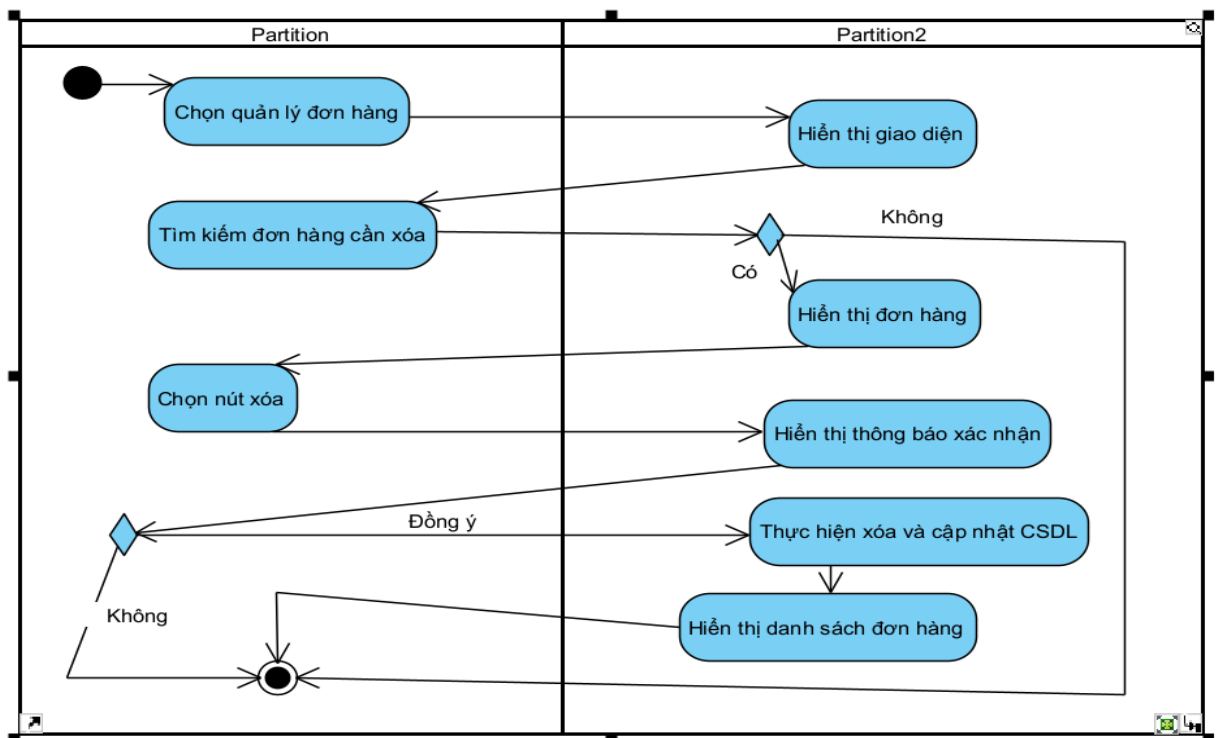 Partition
Partition2
Chọn quản lý đơn hàng
Hiển thị giao diện
Tìm kiếm đơn hàng cần xóa
Không
Có
Hiển thị đơn hàng
Chọn nút xóa
Hiển thị thông báo xác nhận
Đồng ý
Thực hiện xóa và cập nhật CSDL
Không
Hiển thị danh sách đơn hàng